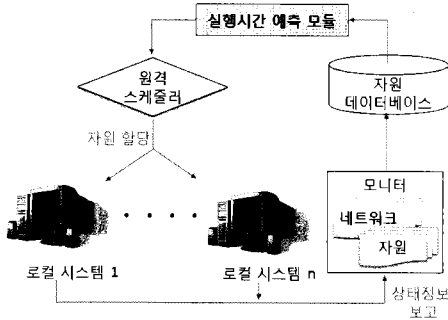 실행시간 예측 모듈
원격
스케줄러
자원
데이터베이스
자원 할당
모니터
네트워크
자원
로컬 시스템 1
로컬 시스템 n
상태정보
보고